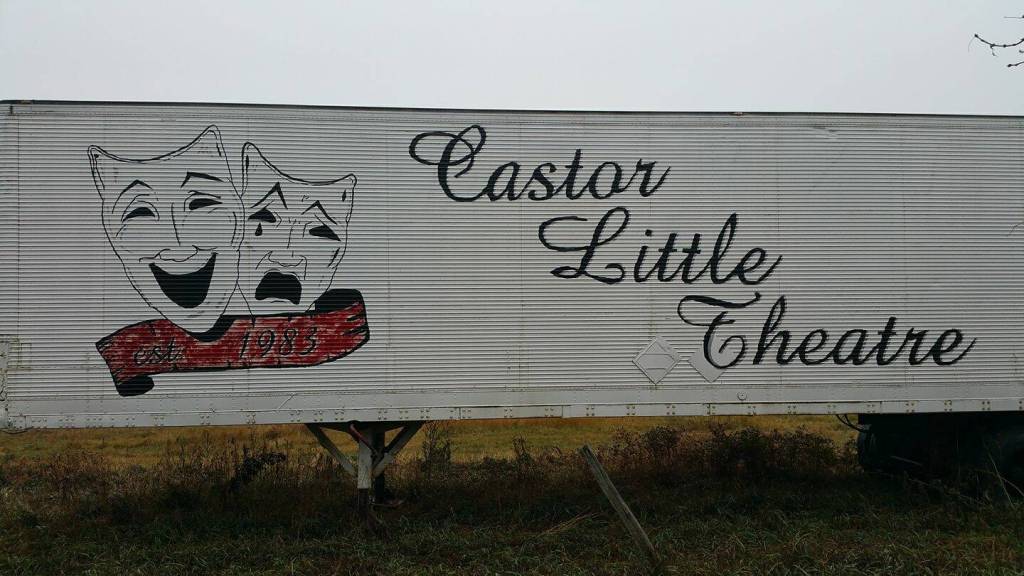 Castor
Little
Theatre
est. 1983